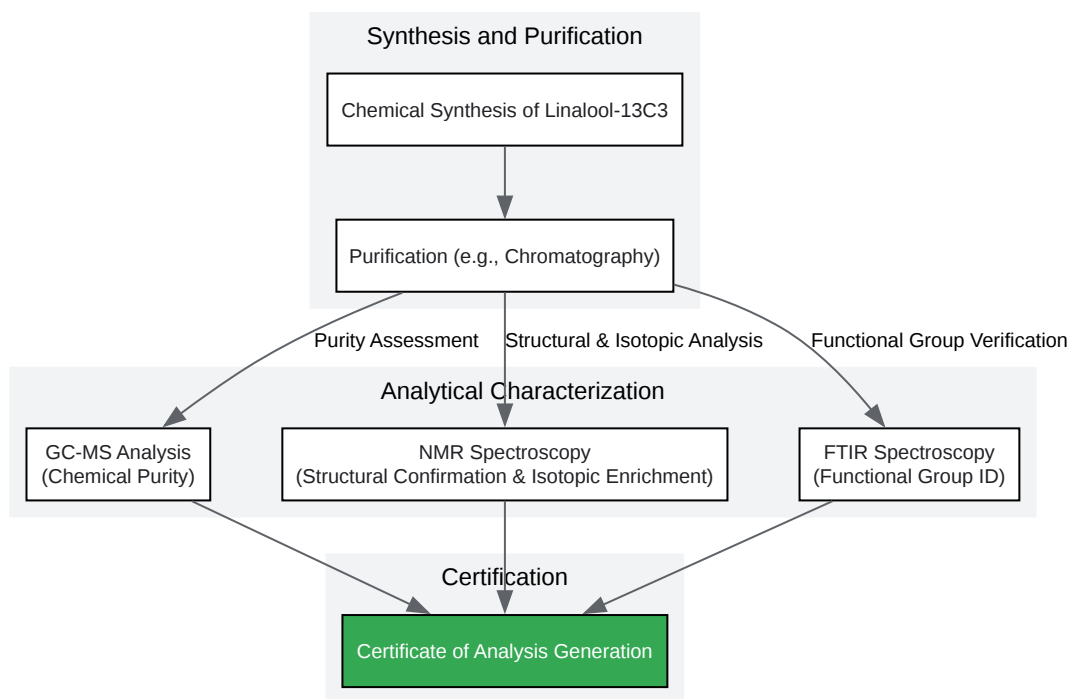 Synthesis and Purification
Chemical Synthesis of Linalool-13C3
Purification (e.g., Chromatography)
Purity Assessment
Structural & Isotopic Analysis
Functional Group Verification
Analytical Characterization
GC-MS Analysis
(Chemical Purity)
NMR Spectroscopy
(Structural Confirmation & Isotopic Enrichment)
FTIR Spectroscopy
(Functional Group ID)
Certification
Certificate of Analysis Generation